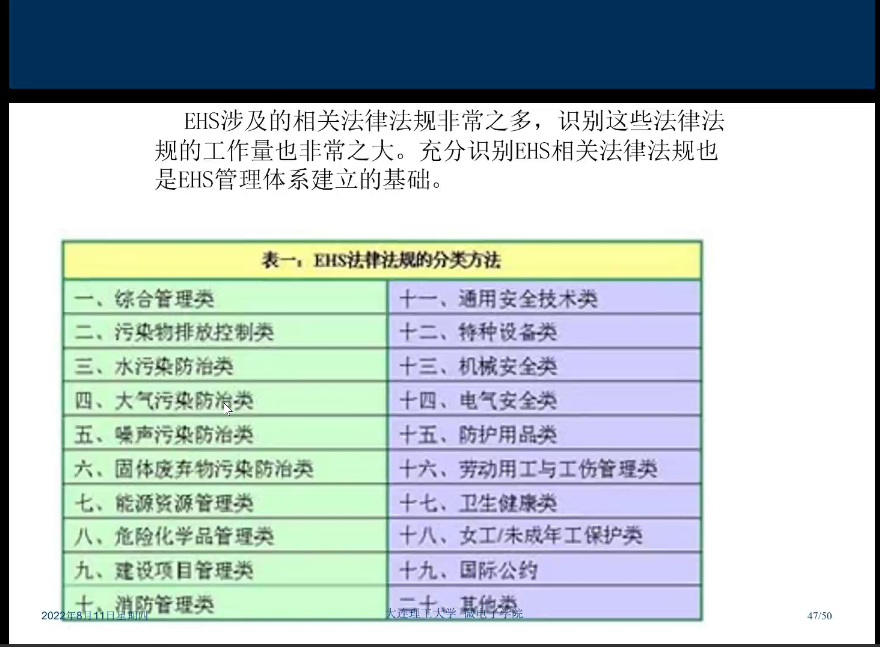 EHS涉及的相关法律法规非常之多，识别这些法律法
规的工作量也非常之大。充分识别EHS相关法律法规也
是EHS管理体系建立的基础。
表一：EHS法律法规的分类方法
一、综合管理类
十一、通用安全技术类
二、污染物排放控制类
十二、特种设备类
三、水污染防治类
十三、机械安全类
四、大气污染防治类
十四、电气安全类
五、噪声污染防治类
十五、防护用品类
六、固体废弃物污染防治类
十六、劳动用工与工伤管理类
七、能源资源管理类
十七、卫生健康类
八、危险化学品管理类
十八、女工/未成年工保护类
九、建设项目管理类
十九、国际公约
十、消防管理类
二十、其他类
2022年8月11日星期四
大连理工大学 微电子学院
47/50